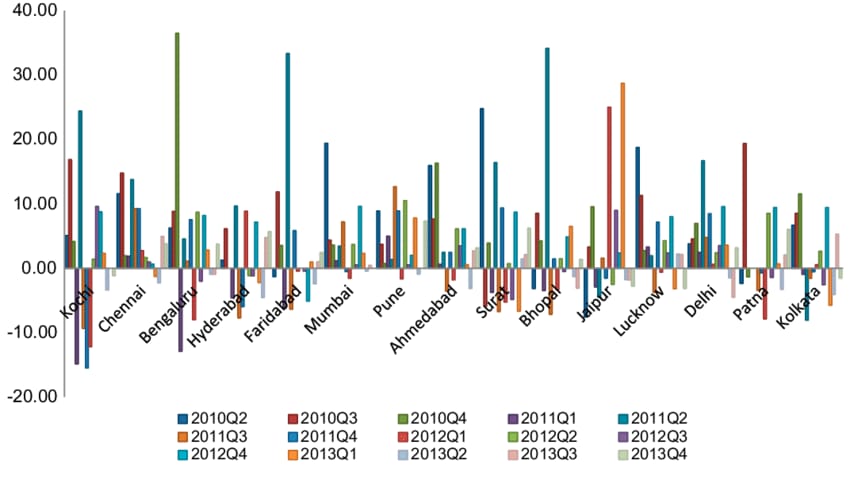 40.00
30.00
20.00
10.00
0.00
-10.00
-20.00
Kochi
Chennai
Bengaluru
Hyderabad
Faridabad
Mumbai
Pune
Ahmedabad
Surat
Bhopal
Jaipur
Lucknow
Delhi
Patna
Kolkata
2010Q2 2010Q3 2010Q4 2011Q1 2011Q2
2011Q3 2011Q4 2012Q1 2012Q2 2012Q3
2012Q4 2013Q1 2013Q2 2013Q3 2013Q4